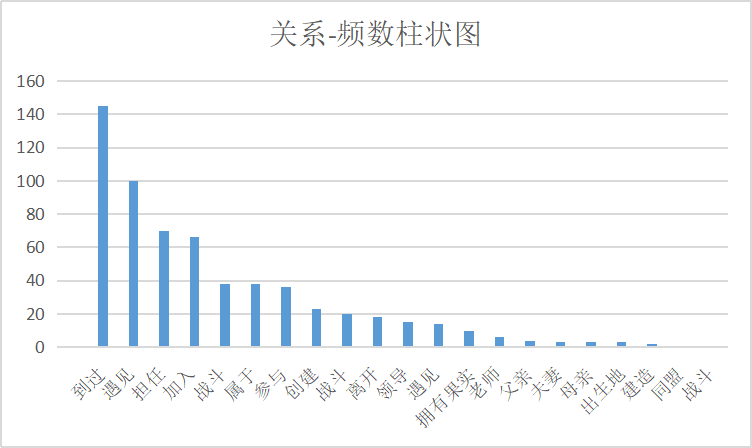 关系-频数柱状图
160
140
120
100
80
60
40
20
0
到过
遇见
担任
加入
战斗
属于
参与
创建
战斗
离开
领导
遇见
拥有果实
老师
父亲
夫妻
母亲
出生地
建造
同盟
战斗